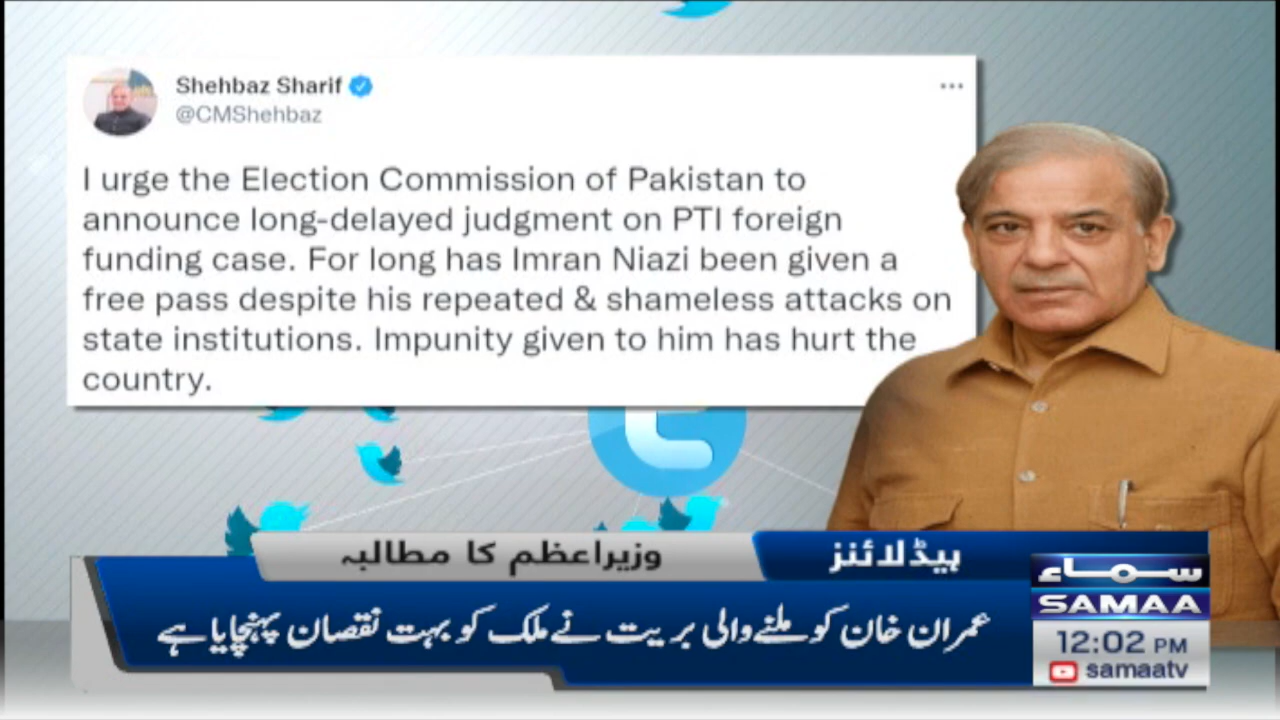 Shehbaz Sharif
@CMShehbaz
I urge the Election Commission of Pakistan to
announce long-delayed judgment on PTI foreign
funding case. For long has Imran Niazi been given a
free pass despite his repeated & shameless attacks on
state institutions. Impunity given to him has hurt the
country.
ہیڈلائنز
وزیراعظم کا مطالبہ
عمران خان کو ملنے والی بریت نے ملک کو بہت نقصان پہنچایا ہے
سماء
SAMAA
12:02 PM
samaatv